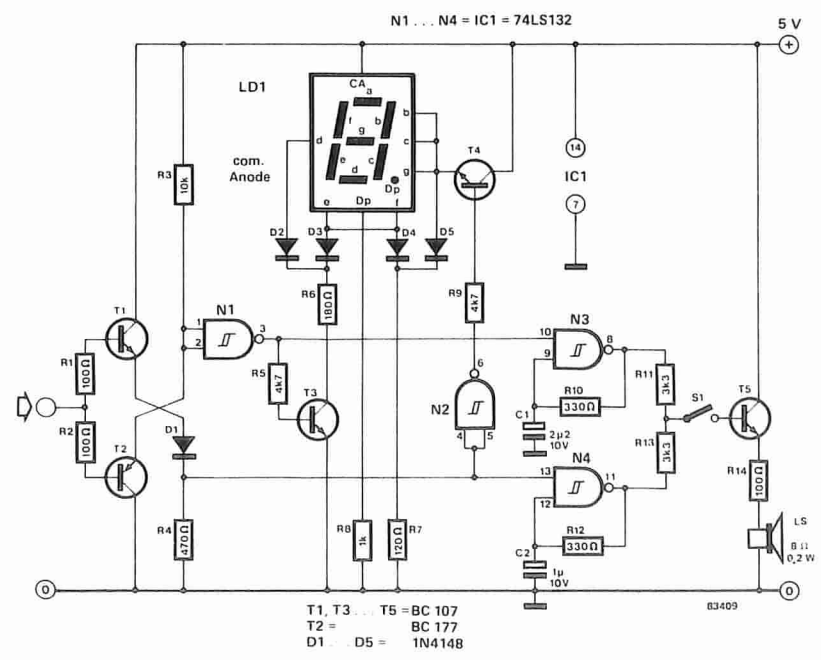 N1 . . . N4 = IC1 = 74LS132
5 V
+
LD1
CA
a
f
b
g
e
c
d
Dp
b
c
g
d
com.
Anode
e
Dp
f
T4
14
IC1
7
R3
10k
D2
D3
D4
D5
R6
180Ω
R9
4k7
T1
N1
1
2
3
R1
100Ω
R2
100Ω
R5
4k7
T3
6
N2
4
5
N3
10
9
8
R10
330Ω
C1
2µ2
10V
R11
3k3
S1
T5
R13
3k3
T2
D1
N4
13
12
11
R12
330Ω
C2
1µ
10V
R14
100Ω
LS
8 Ω
0,2 W
R4
470Ω
R8
1k
R7
120Ω
0
0
83409
T1, T3 . . . T5 = BC 107
T2 = BC 177
D1 . . . D5 = 1N4148